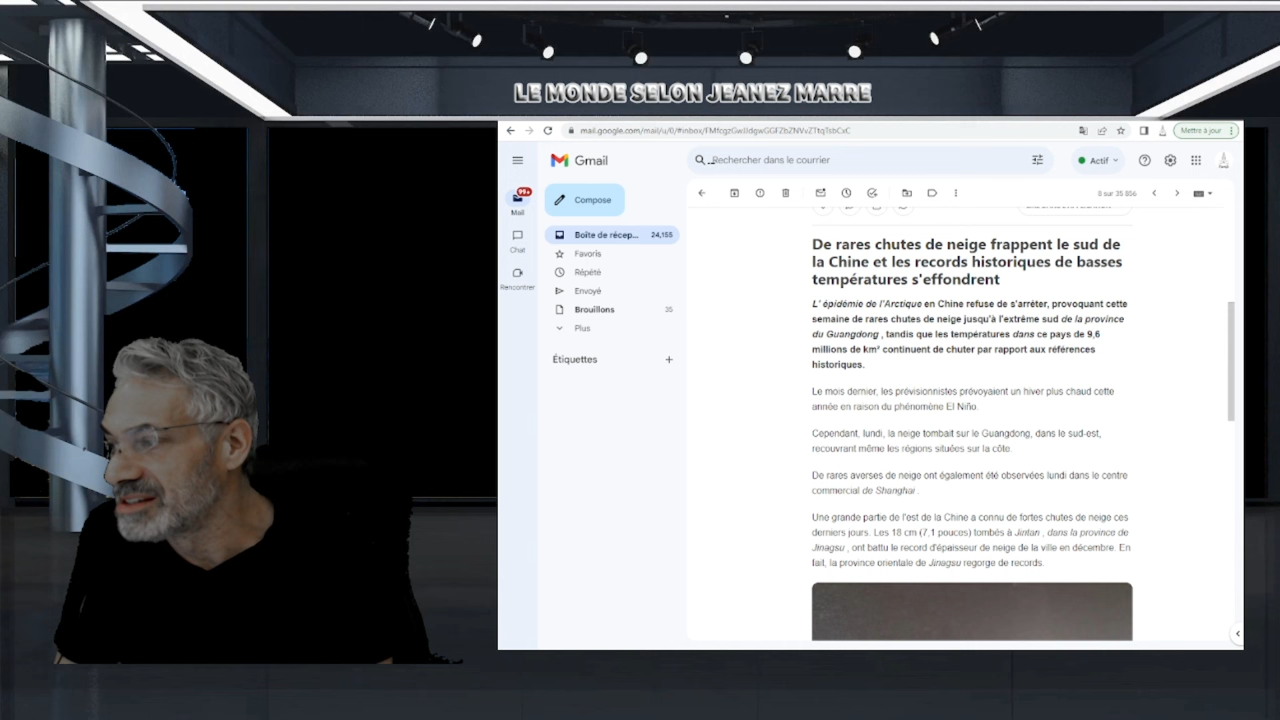 LE MONDE SELON JEANEZ MARRE
Mettre à jour
Gmail
Rechercher dans le courrier
Actif
99+
Mail
Compose
8 sur 35 056
Chat
Boîte de récep... 24,155
Favoris
Rencontrer
Répété
Envoyé
Brouillons 35
Plus
Étiquettes
De rares chutes de neige frappent le sud de
la Chine et les records historiques de basses
températures s'effondrent
L' épidémie de l'Arctique en Chine refuse de s'arrêter, provoquant cette
semaine de rares chutes de neige jusqu'à l'extrême sud de la province
du Guangdong , tandis que les températures dans ce pays de 9,6
millions de km² continuent de chuter par rapport aux références
historiques.
Le mois dernier, les prévisionnistes prévoyaient un hiver plus chaud cette
année en raison du phénomène El Niño.
Cependant, lundi, la neige tombait sur le Guangdong, dans le sud-est,
recouvrant même les régions situées sur la côte.
De rares averses de neige ont également été observées lundi dans le centre
commercial de Shanghai .
Une grande partie de l'est de la Chine a connu de fortes chutes de neige ces
derniers jours. Les 18 cm (7,1 pouces) tombés à Jintan , dans la province de
Jinagsu , ont battu le record d'épaisseur de neige de la ville en décembre. En
fait, la province orientale de Jinagsu regorge de records.